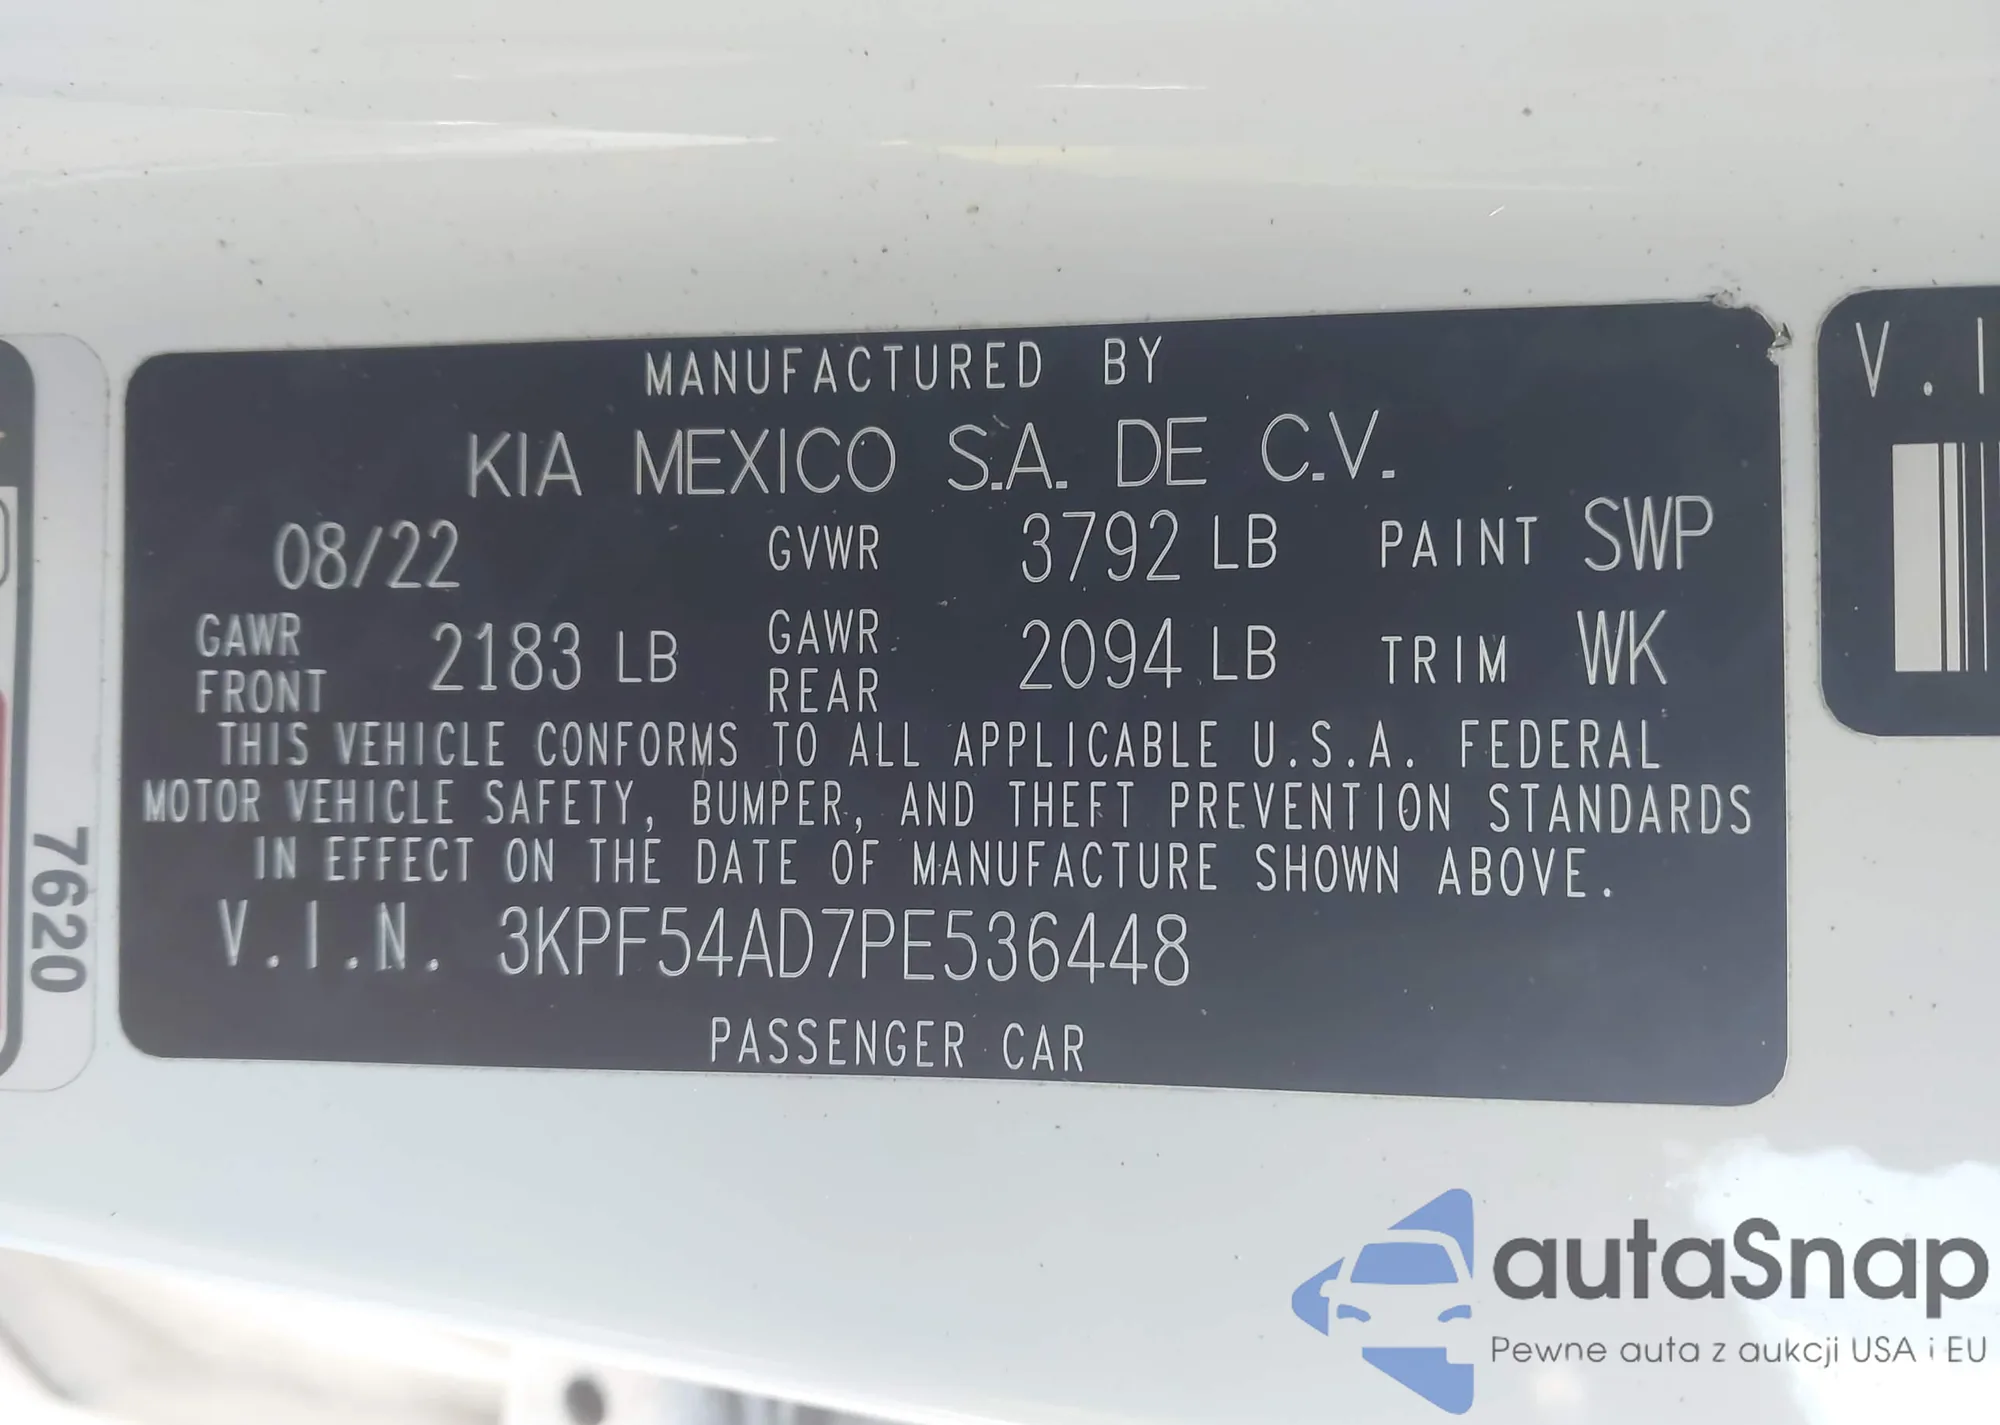 MANUFACTURED BY
KIA MEXICO S.A. DE C.V.
08/22 GVWR 3792 LB PAINT SWP
GAWR FRONT 2183 LB GAWR REAR 2094 LB TRIM WK
THIS VEHICLE CONFORMS TO ALL APPLICABLE U.S.A. FEDERAL
MOTOR VEHICLE SAFETY, BUMPER, AND THEFT PREVENTION STANDARDS
IN EFFECT ON THE DATE OF MANUFACTURE SHOWN ABOVE.
V.I.N. 3KPF54AD7PE536448
PASSENGER CAR
7620
V.I
autaSnap
Pewne auta z aukcji USA i EU